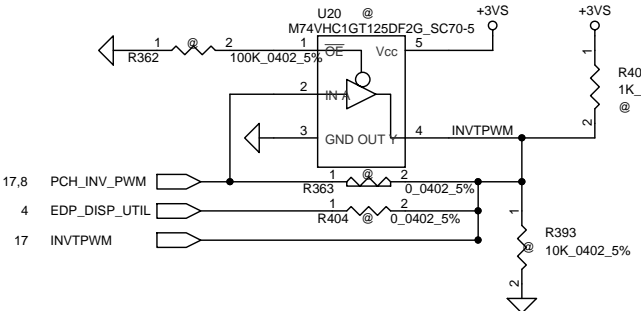 U20 @
M74VHC1GT125DF2G_SC70-5
+3VS
+3VS
1 2
@
R362 100K_0402_5%
1 OE
Vcc 5
2 IN A
3 GND OUT Y 4
INVTPWM
1
R40
1K_
@
2
17,8 PCH_INV_PWM
1 @ 2
R363 0_0402_5%
4 EDP_DISP_UTIL
1 2
R404 @ 0_0402_5%
17 INVTPWM
1
R393
@
10K_0402_5%
2